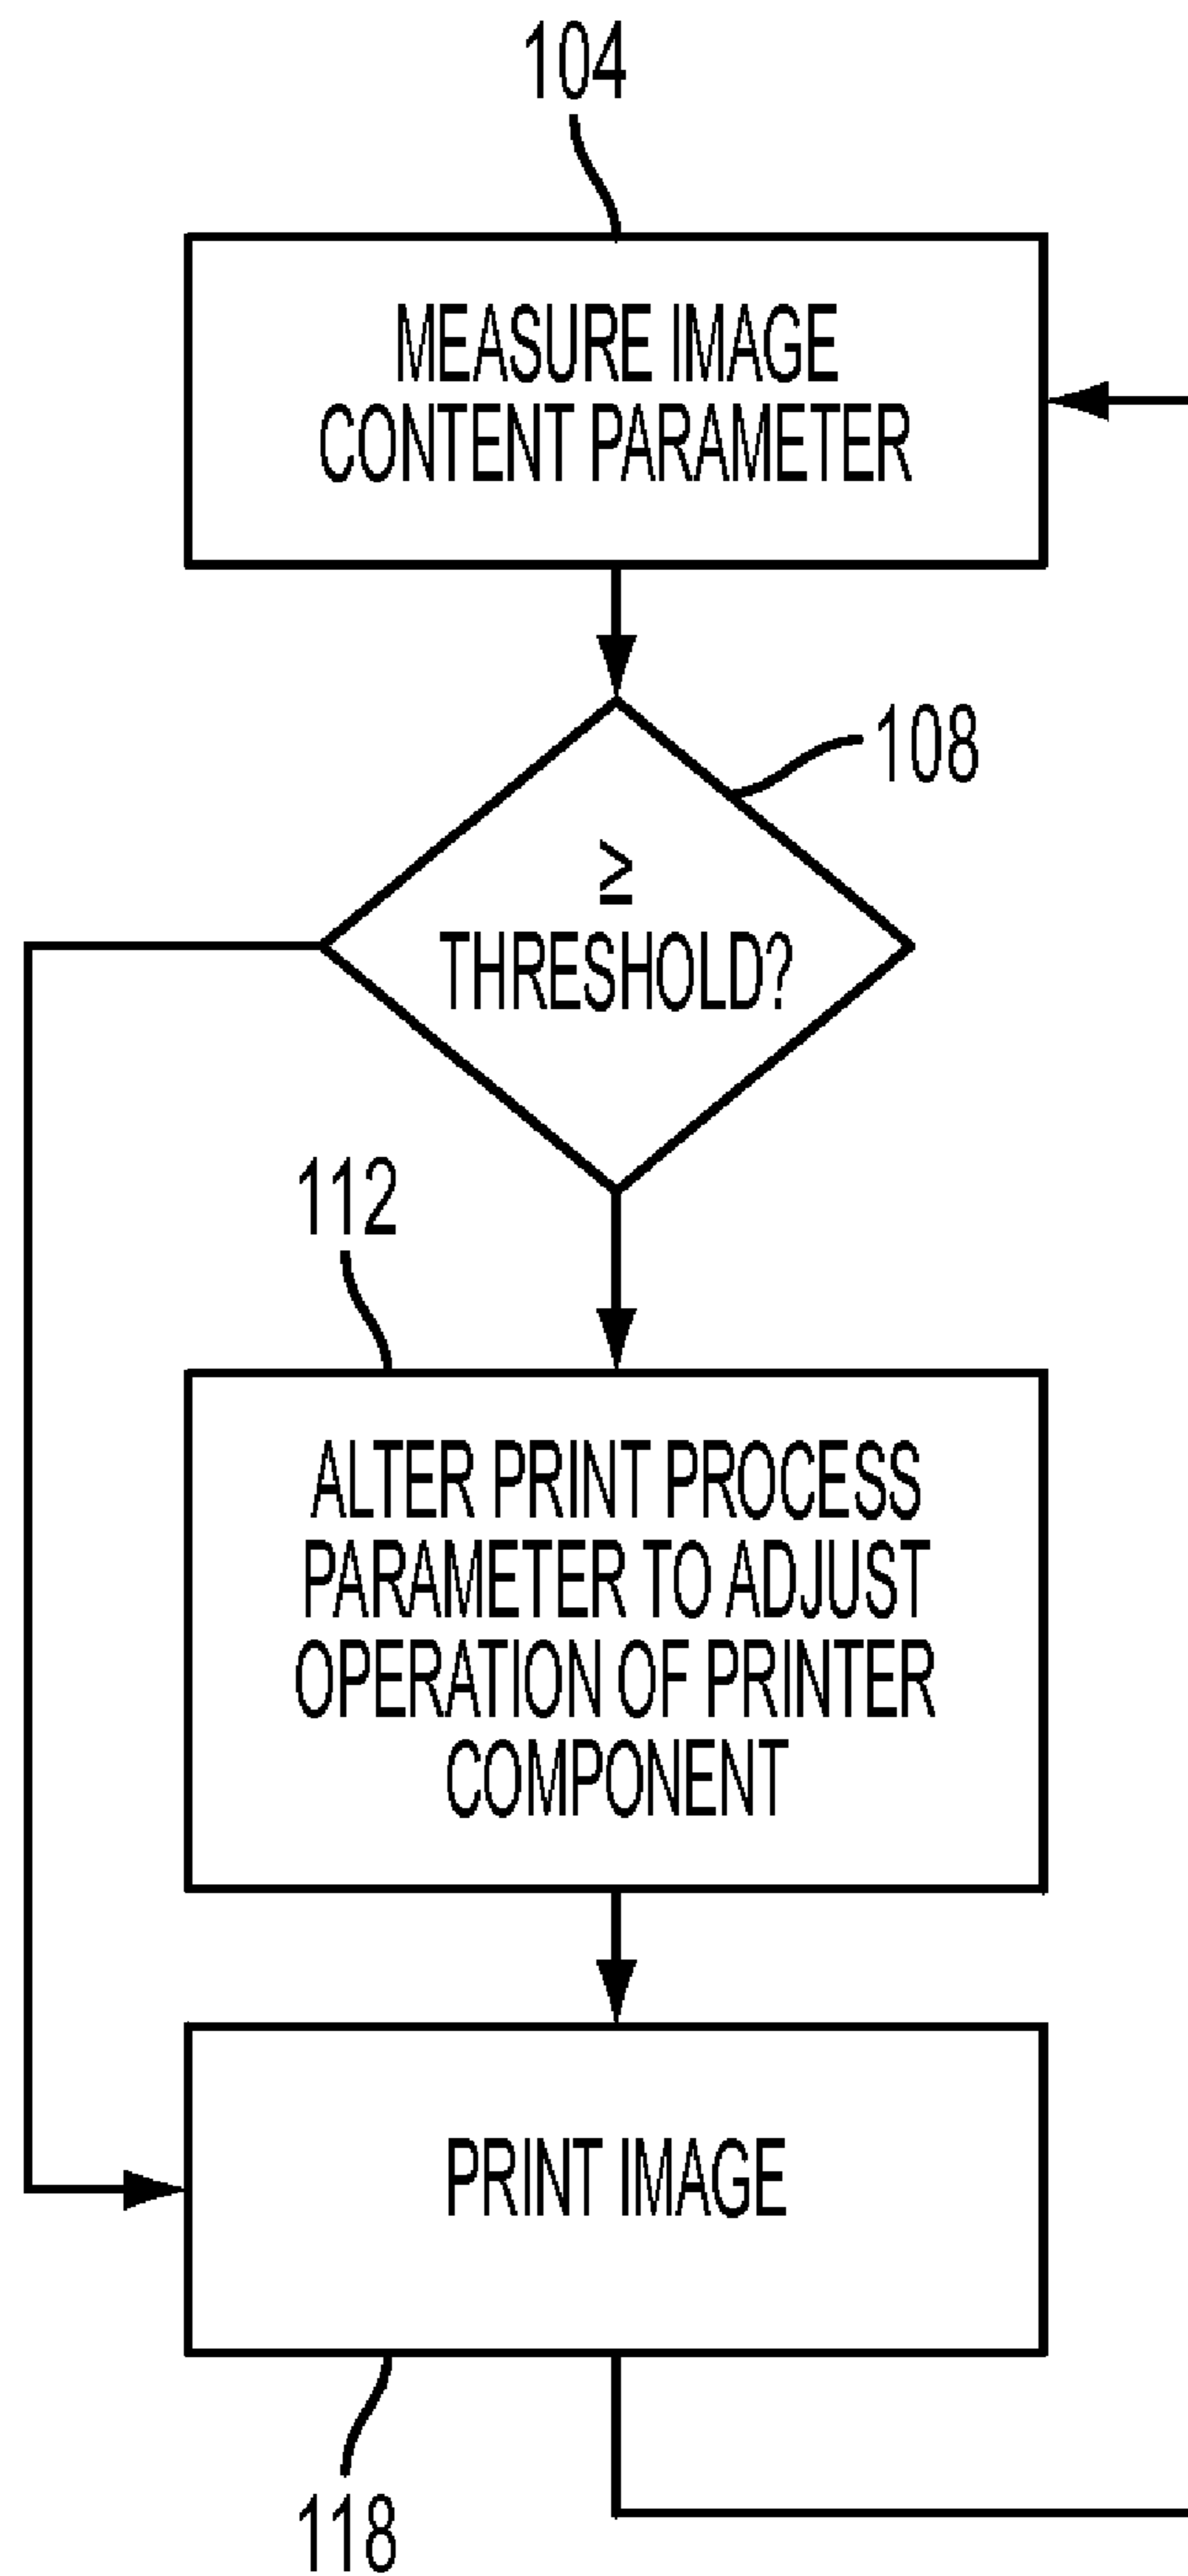 104
MEASURE IMAGE
CONTENT PARAMETER
108
≥
THRESHOLD?
112
ALTER PRINT PROCESS
PARAMETER TO ADJUST
OPERATION OF PRINTER
COMPONENT
PRINT IMAGE
118